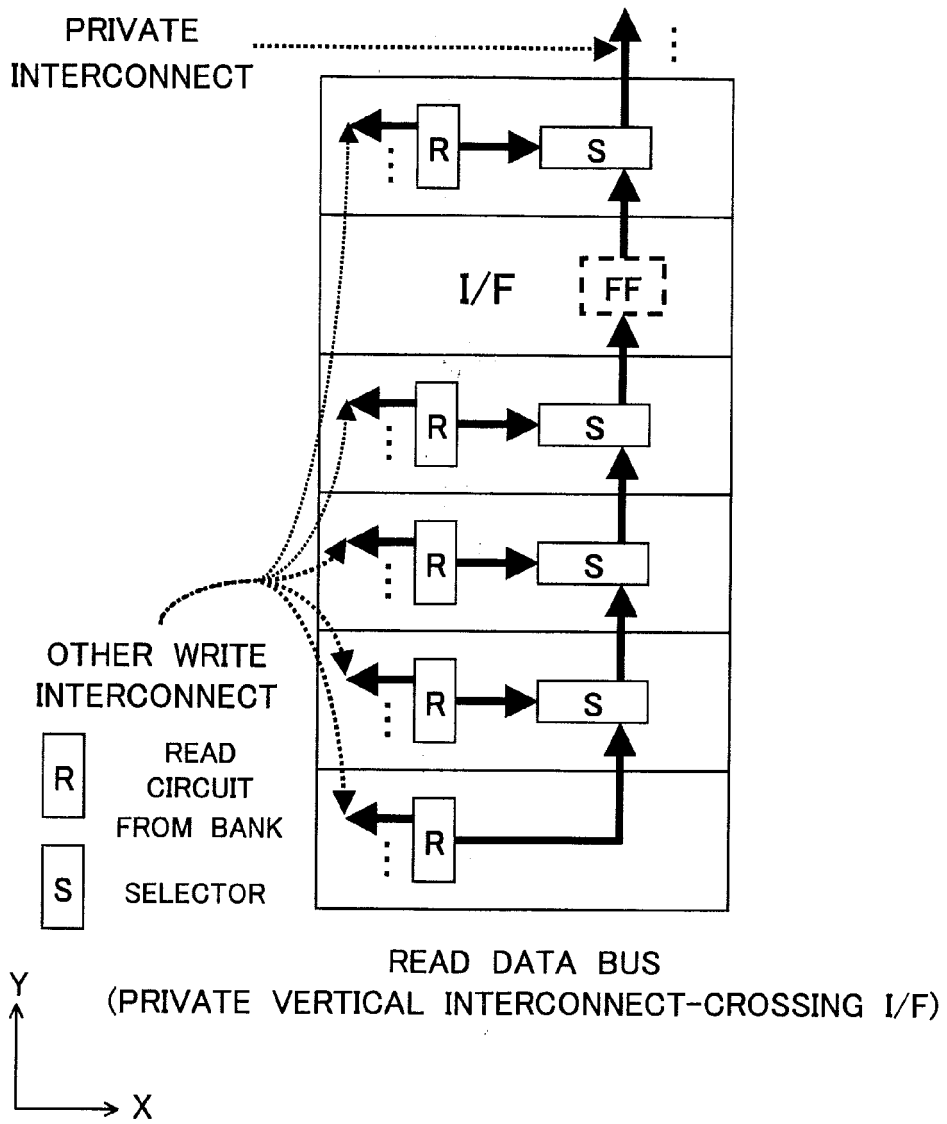 PRIVATE
INTERCONNECT
R
S
I/F
FF
R
S
R
S
R
S
R
OTHER WRITE
INTERCONNECT
R
READ
CIRCUIT
FROM BANK
S
SELECTOR
READ DATA BUS
(PRIVATE VERTICAL INTERCONNECT-CROSSING I/F)
Y
X